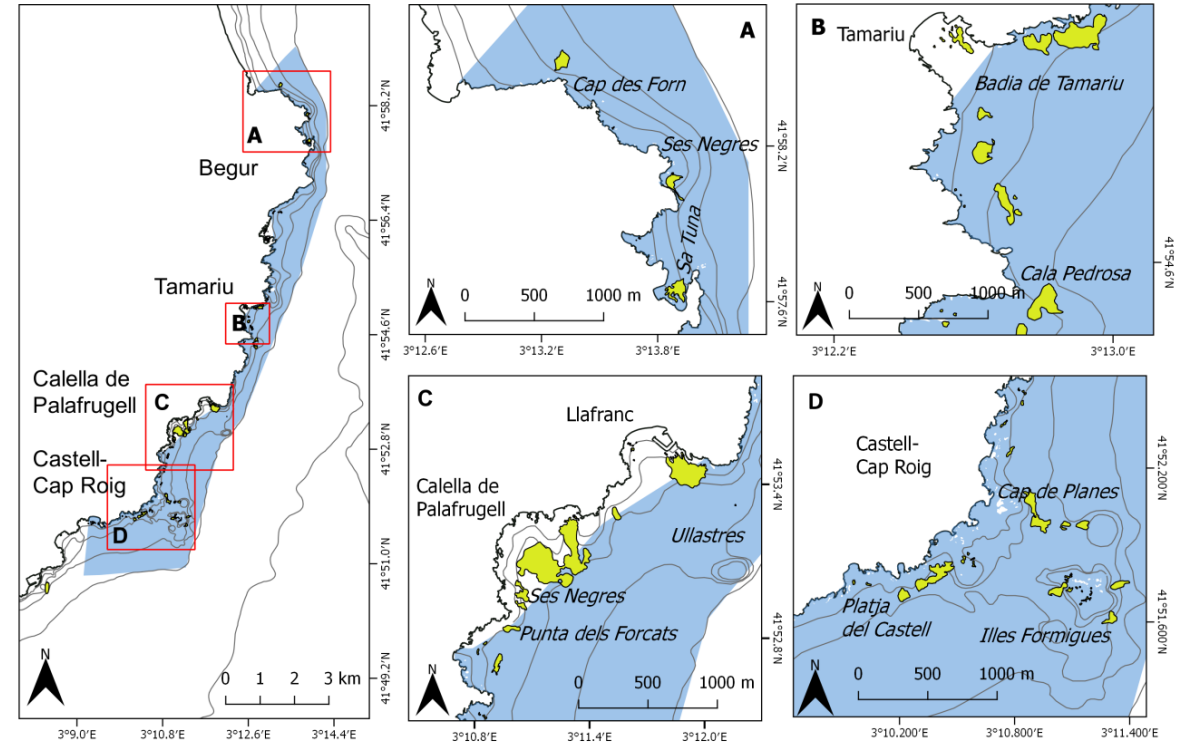 A
Begur
Tamariu
B
Calella de
Palafrugell
C
Castell-
Cap Roig
D
N
0 1 2 3 km
3°9.0′E 3°10.8′E 3°12.6′E 3°14.4′E
41°58.2′N
41°56.4′N
41°54.6′N
41°52.8′N
41°51.0′N
41°49.2′N
A
Cap des Forn
Ses Negres
Sa Tuna
N
0 500 1000 m
3°12.6′E 3°13.2′E 3°13.8′E
41°58.2′N
41°57.6′N
B
Tamariu
Badia de Tamariu
Cala Pedrosa
N
0 500 1000 m
3°12.2′E 3°13.0′E
41°54.6′N
C
Llafranc
Calella de
Palafrugell
Ullastres
Ses Negres
Punta dels Forcats
N
0 500 1000 m
3°10.8′E 3°11.4′E 3°12.0′E
41°53.4′N
41°52.8′N
D
Castell-
Cap Roig
Cap de Planes
Platja
del Castell
Illes Formigues
N
0 500 1000 m
3°10.200′E 3°10.800′E 3°11.400′E
41°52.200′N
41°51.600′N